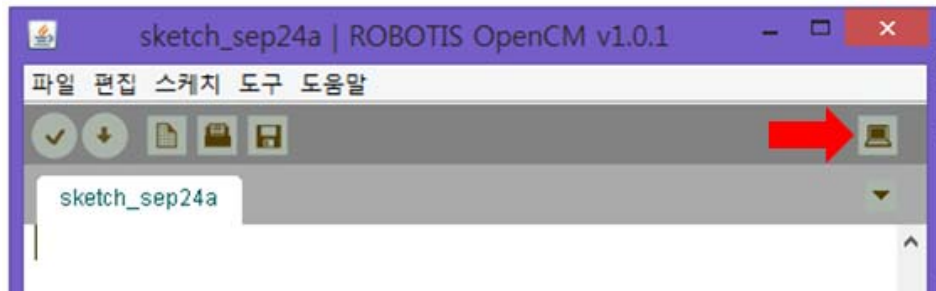 sketch_sep24a | ROBOTIS OpenCM v1.0.1
파일 편집 스케치 도구 도움말
sketch_sep24a